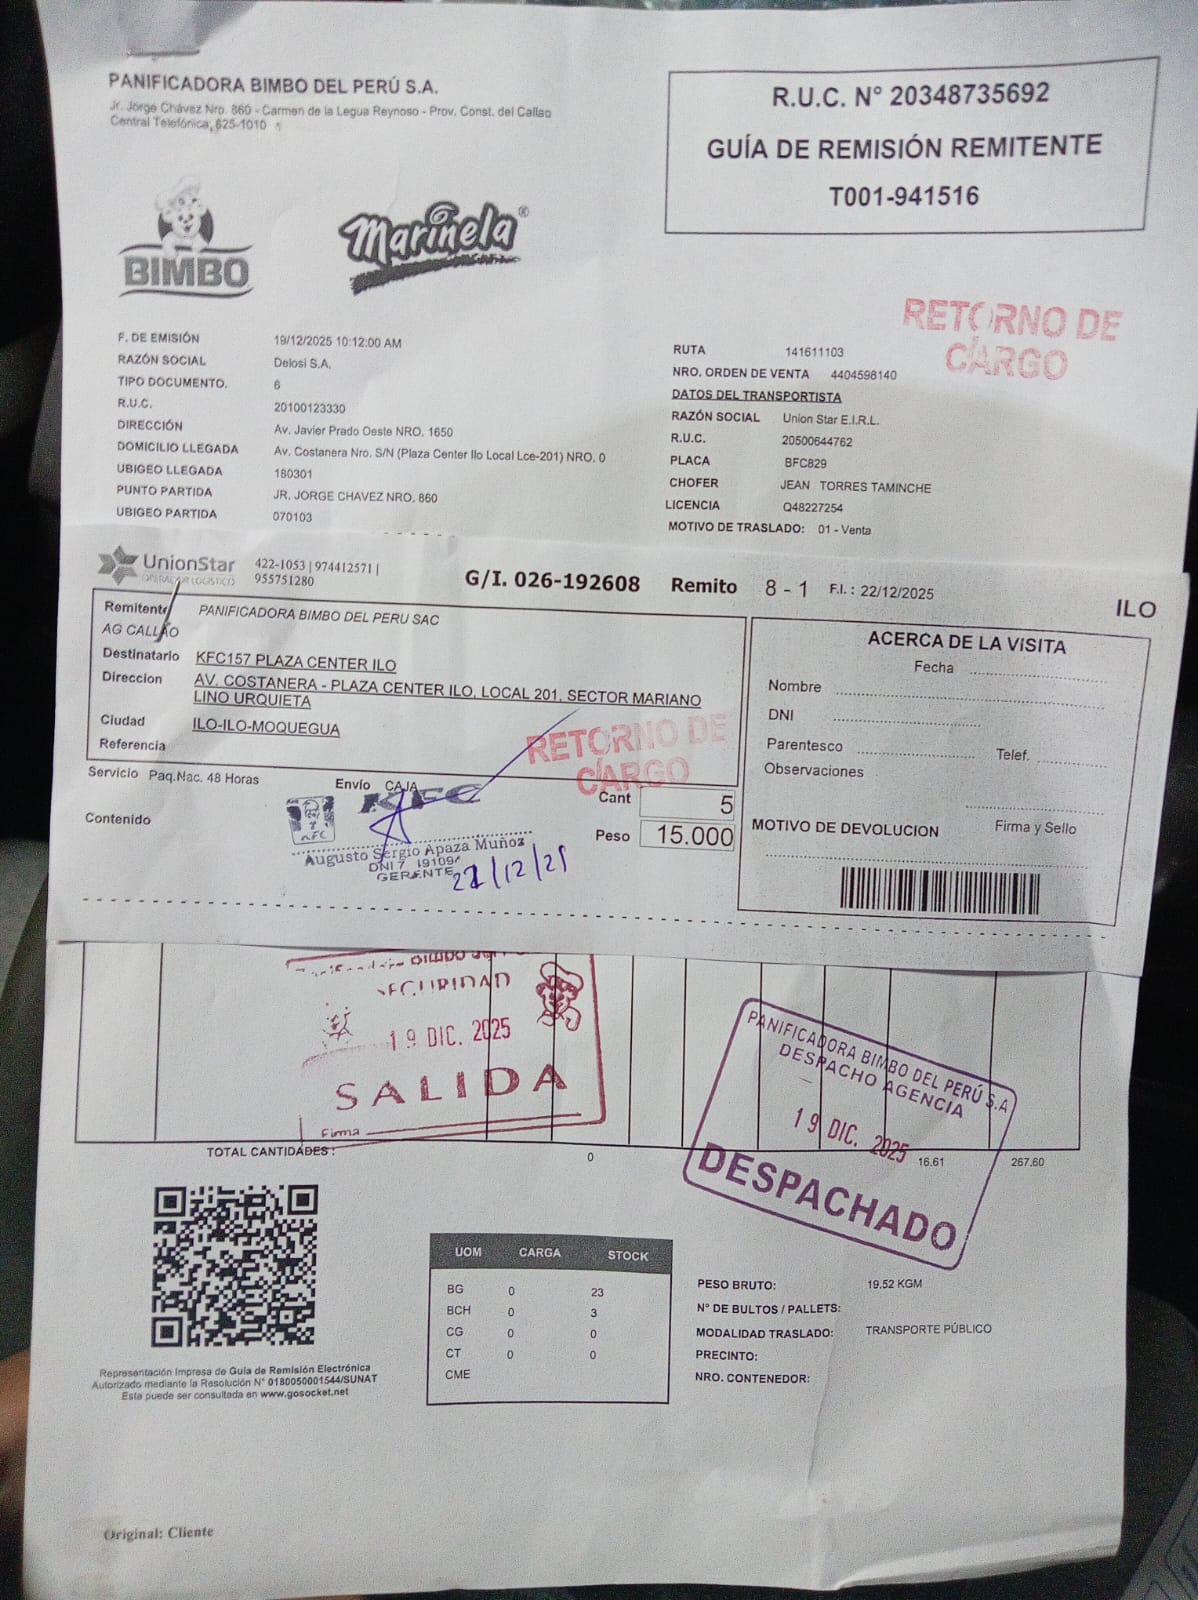 PANIFICADORA BIMBO DEL PERÚ S.A.
Jr. Jorge Chávez Nro. 860 - Carmen de la Legua Reynoso - Prov. Const. del Callao
Central Telefónica, 625-1010
R.U.C. N° 20348735692
GUÍA DE REMISIÓN REMITENTE
T001-941516
BIMBO
Marinela®
RETORNO DE
CARGO
F. DE EMISIÓN 19/12/2025 10:12:00 AM
RAZÓN SOCIAL Delosi S.A.
TIPO DOCUMENTO. 6
R.U.C. 20100123330
DIRECCIÓN Av. Javier Prado Oeste NRO. 1650
DOMICILIO LLEGADA Av. Costanera Nro. S/N (Plaza Center Ilo Local Lce-201) NRO. 0
UBIGEO LLEGADA 180301
PUNTO PARTIDA JR. JORGE CHAVEZ NRO. 860
UBIGEO PARTIDA 070103
RUTA 141611103
NRO. ORDEN DE VENTA 4404598140
DATOS DEL TRANSPORTISTA
RAZÓN SOCIAL Union Star E.I.R.L.
R.U.C. 20500644762
PLACA BFC829
CHOFER JEAN TORRES TAMINCHE
LICENCIA Q48227254
MOTIVO DE TRASLADO: 01 - Venta
UnionStar
OPERADOR LOGISTICO
422-1053 | 974412571 |
955751280
G/I. 026-192608 Remito 8 - 1 F.I. : 22/12/2025
ILO
Remitente PANIFICADORA BIMBO DEL PERU SAC
AG CALLAO
Destinatario KFC157 PLAZA CENTER ILO
Direccion AV. COSTANERA - PLAZA CENTER ILO, LOCAL 201, SECTOR MARIANO
LINO URQUIETA
Ciudad ILO-ILO-MOQUEGUA
Referencia
RETORNO DE
CARGO
Servicio Paq.Nac. 48 Horas
Envío CAJA
Cant 5
Contenido
Peso 15.000
KFC
KFC
Augusto Sergio Apaza Muñoz
DNI
GERENTE
/12/25
ACERCA DE LA VISITA
Fecha
Nombre
DNI
Parentesco Telef.
Observaciones
Firma y Sello
MOTIVO DE DEVOLUCION
SEGURIDAD
19 DIC. 2025
SALIDA
Firma
PANIFICADORA BIMBO DEL PERÚ S.A
DESPACHO AGENCIA
19 DIC. 2025
DESPACHADO
TOTAL CANTIDADES : 0 16.61 267.60
UOM CARGA STOCK
BG 0 23
BCH 0 3
CG 0 0
CT 0 0
CME
PESO BRUTO: 19.52 KGM
N° DE BULTOS / PALLETS:
MODALIDAD TRASLADO: TRANSPORTE PÚBLICO
PRECINTO:
NRO. CONTENEDOR:
Representación Impresa de Guía de Remisión Electrónica
Autorizado mediante la Resolución N° 0180050001544/SUNAT
Esta puede ser consultada en www.gosocket.net
Original: Cliente